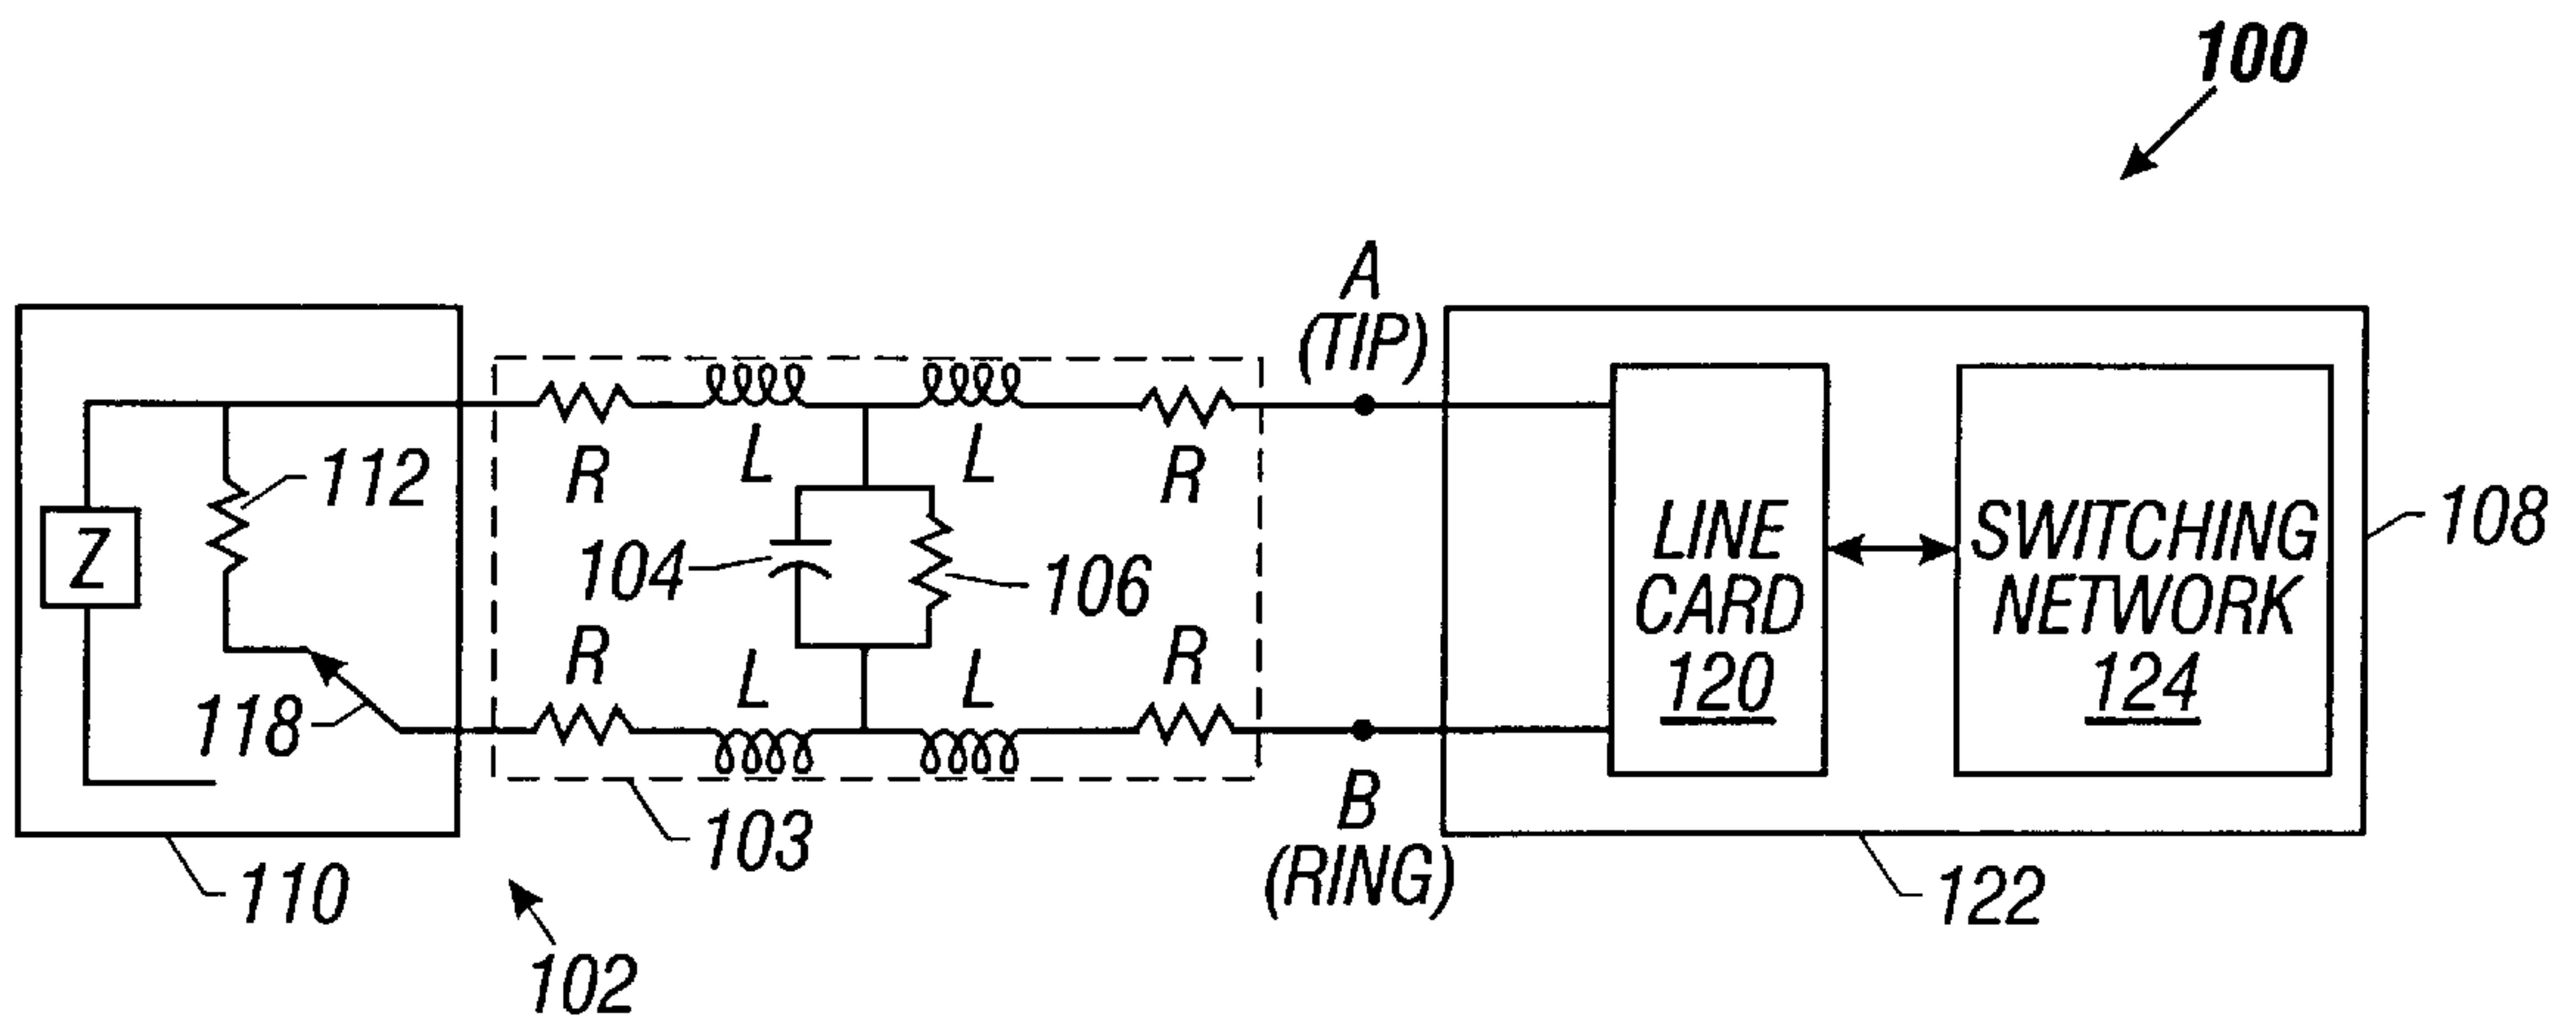 100
A
(TIP)
112
R
L
L
R
Z
104
106
LINE
CARD
120
SWITCHING
NETWORK
124
108
118
R
L
L
R
103
B
(RING)
110
122
102